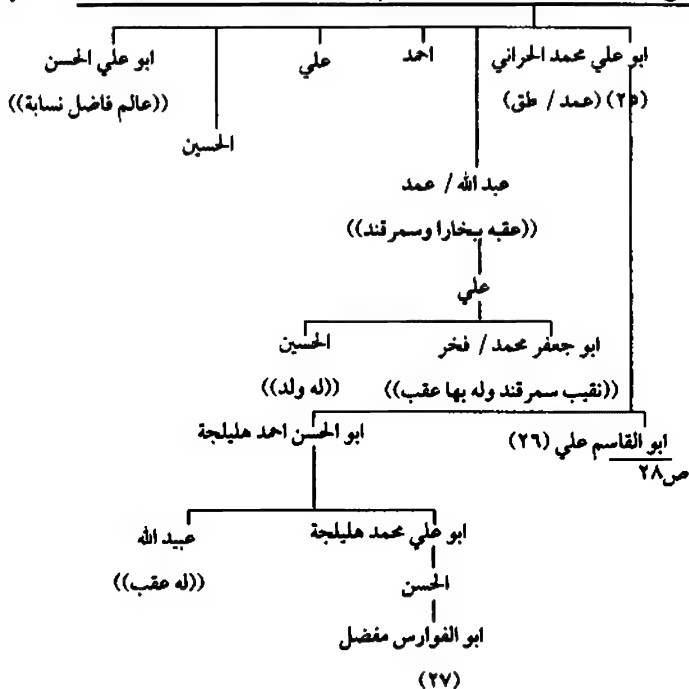 ابو علي محمد الحراني
احمد
علي
ابو علي الحسن
(٢٥) (عمد / طق)
((عالم فاضل نسابة))
الحسين
عبد الله / عمد
((عقبه ببخارا وسمرقند))
علي
ابو جعفر محمد / فخر
الحسين
((نقيب سمرقند وله بها عقب))
((له ولد))
ابو القاسم علي (٢٦)
ص٢٨
ابو الحسن احمد هليلجة
ابو علي محمد هليلجة
عبيد الله
((له عقب))
الحسن
ابو الفوارس مفضل
(٢٧)